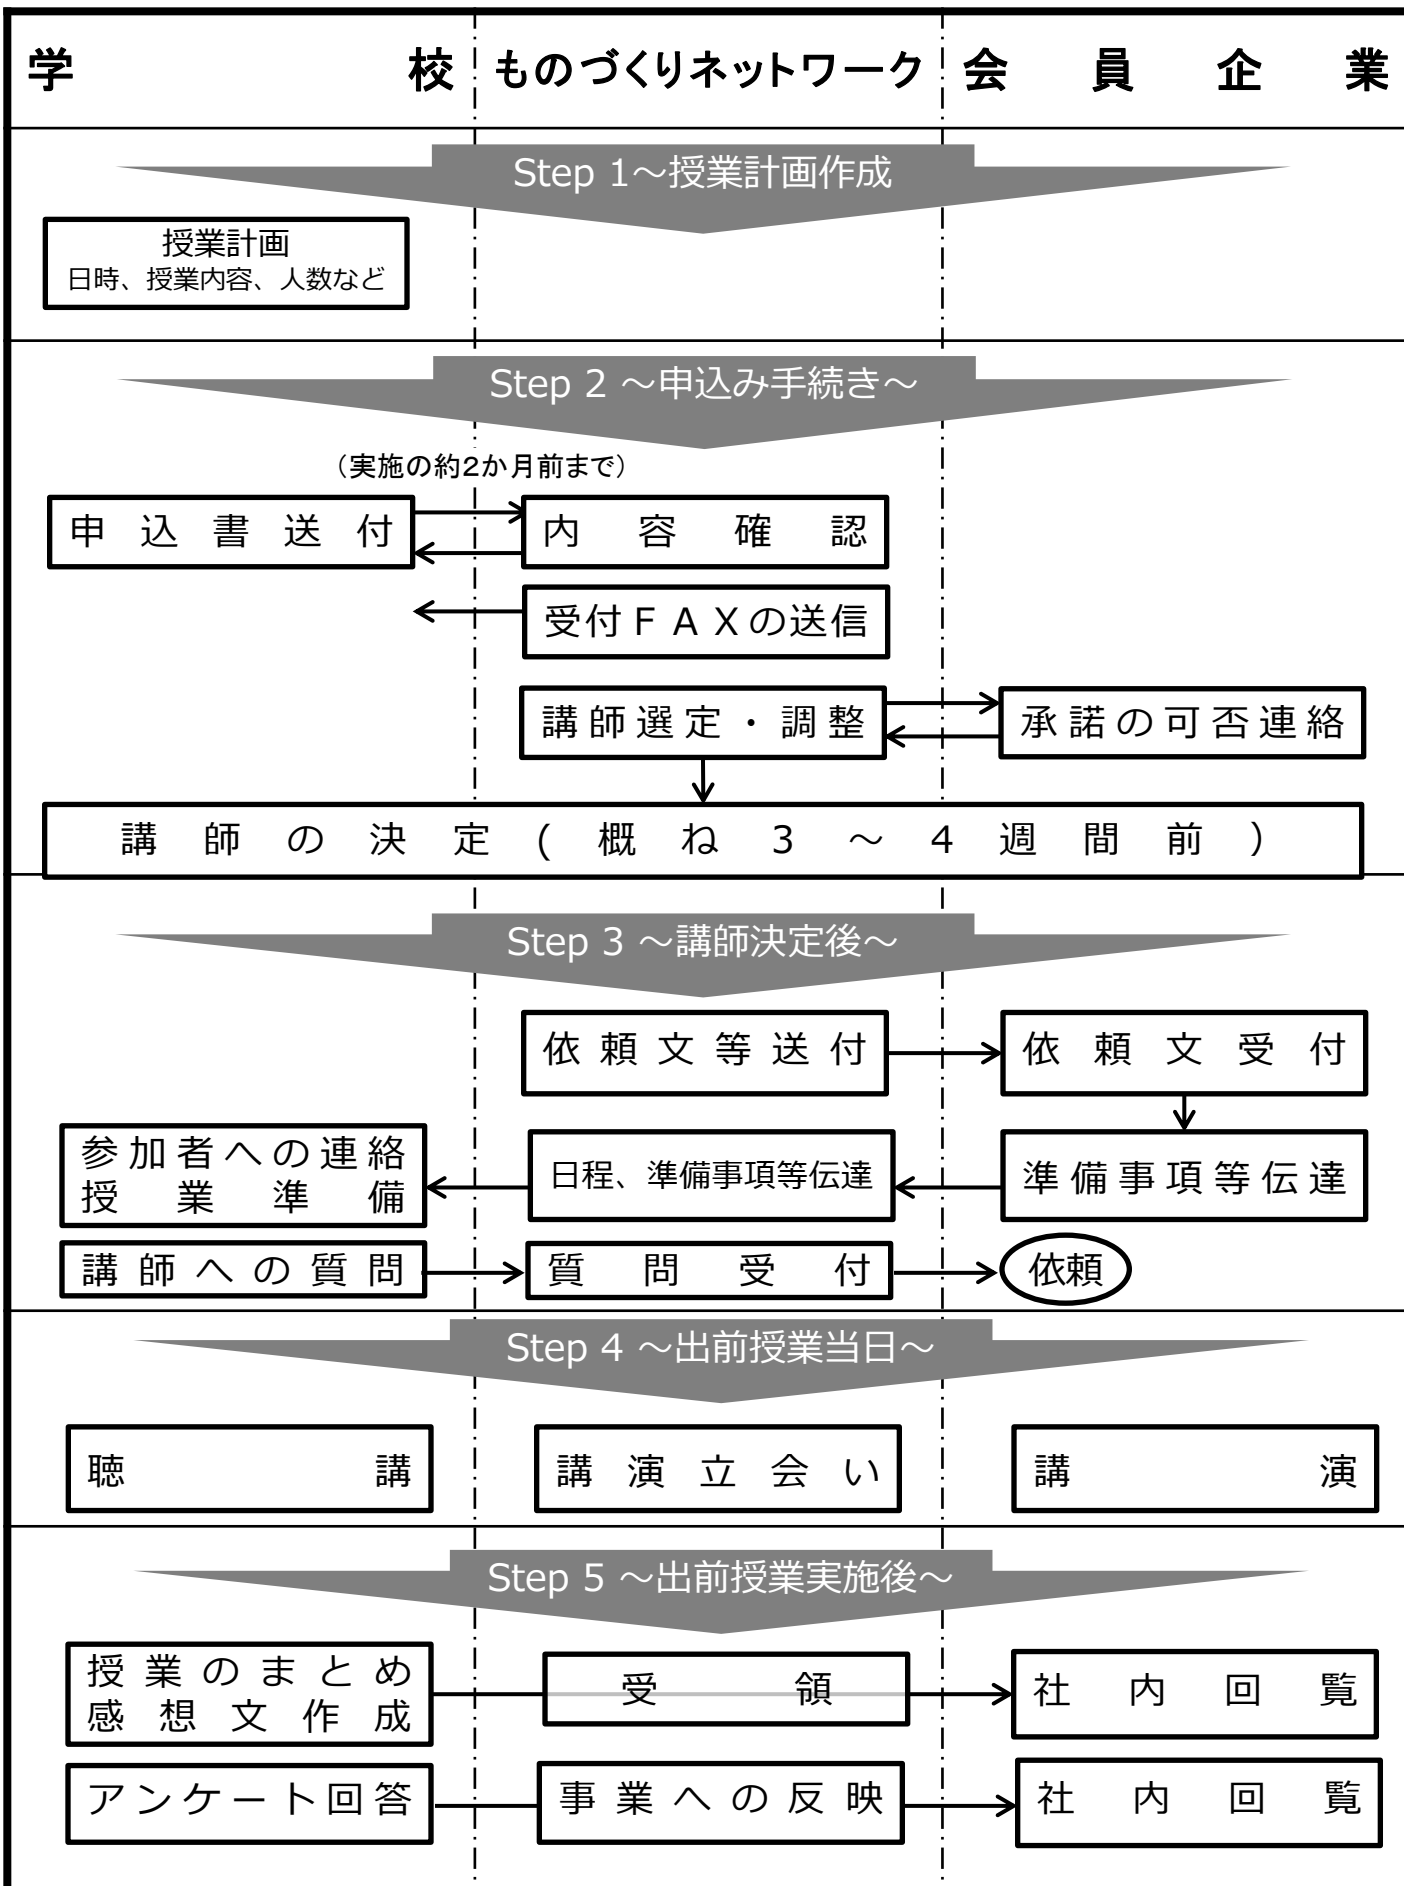 学校 ものづくりネットワーク 会員企業
Step 1～授業計画作成
授業計画
日時、授業内容、人数など
Step 2 ～申込み手続き～
（実施の約2か月前まで）
申込書送付 内容確認
受付ＦＡＸの送信
講師選定・調整 承諾の可否連絡
講師の決定(概ね3～4週間前)
Step 3 ～講師決定後～
依頼文等送付 依頼文受付
参加者への連絡
授業準備
日程、準備事項等伝達 準備事項等伝達
講師への質問 質問受付 依頼
Step 4 ～出前授業当日～
聴講 講演立会い 講演
Step 5 ～出前授業実施後～
授業のまとめ
感想文作成
受領 社内回覧
アンケート回答 事業への反映 社内回覧